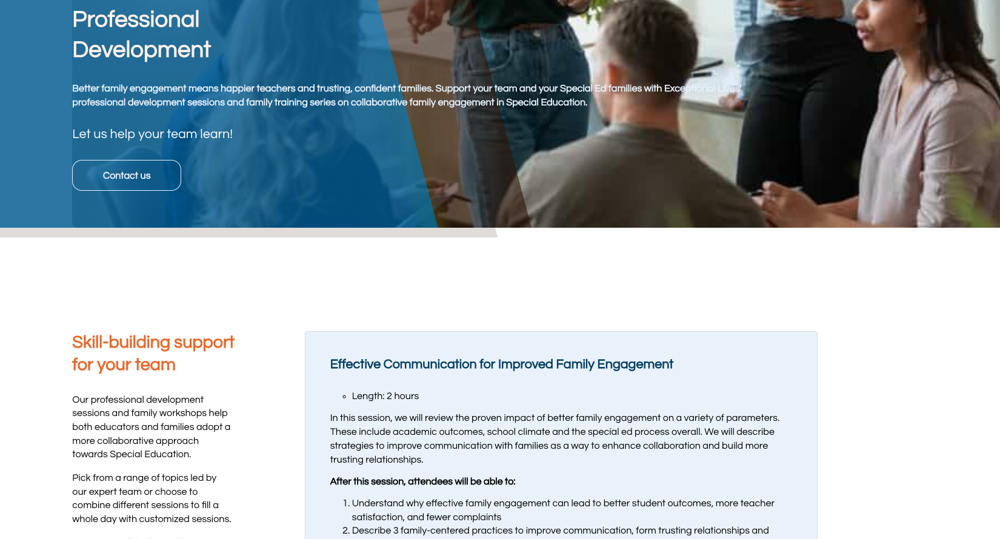 Professional
Development
Better family engagement means happier teachers and trusting, confident families. Support your team and your Special Ed families with Exceptional Lives'
professional development sessions and family training series on collaborative family engagement in Special Education.
Let us help your team learn!
Contact us
Skill-building support
for your team
Our professional development
sessions and family workshops help
both educators and families adopt a
more collaborative approach
towards Special Education.
Pick from a range of topics led by
our expert team or choose to
combine different sessions to fill a
whole day with customized sessions.
Effective Communication for Improved Family Engagement
Length: 2 hours
In this session, we will review the proven impact of better family engagement on a variety of parameters.
These include academic outcomes, school climate and the special ed process overall. We will describe
strategies to improve communication with families as a way to enhance collaboration and build more
trusting relationships.
After this session, attendees will be able to:
1. Understand why effective family engagement can lead to better student outcomes, more teacher
satisfaction, and fewer complaints
2. Describe 3 family-centered practices to improve communication, form trusting relationships and